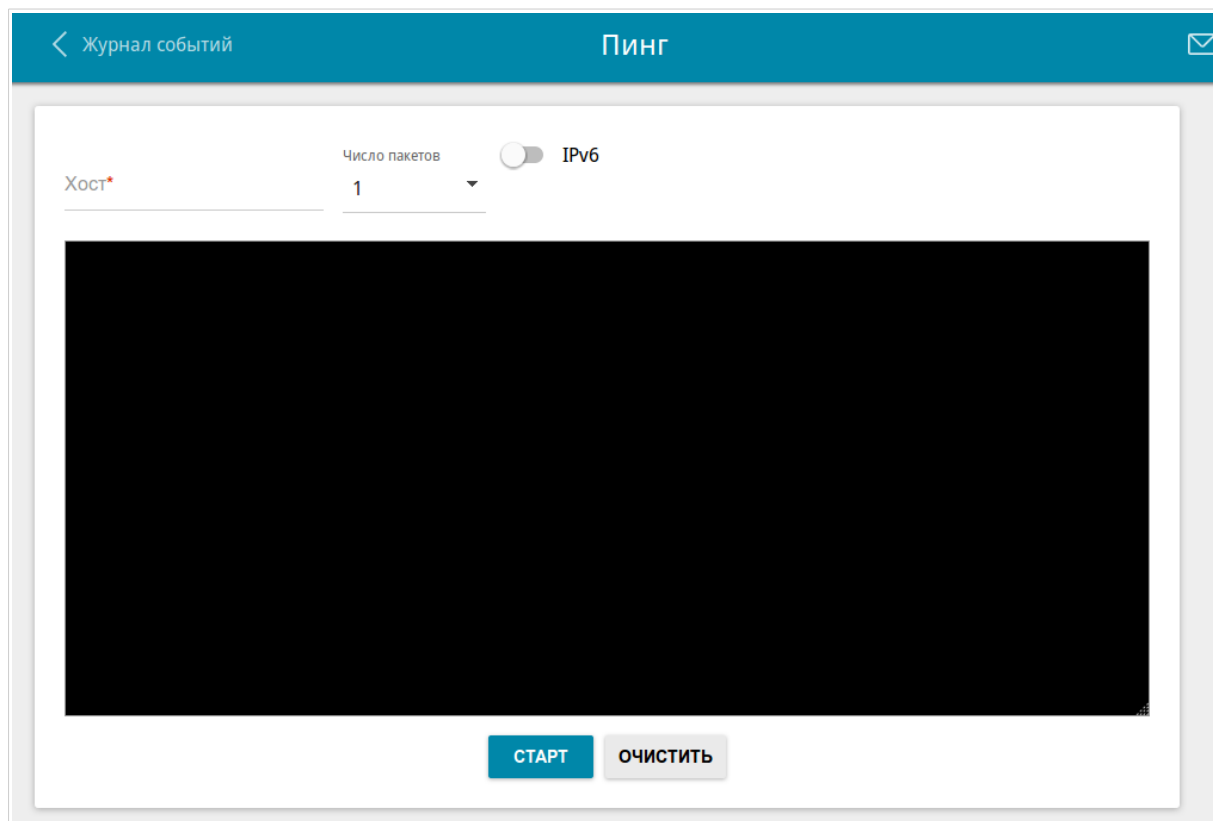 Журнал событий
Пинг
Хост*
Число пакетов
1
IPv6
СТАРТ
ОЧИСТИТЬ